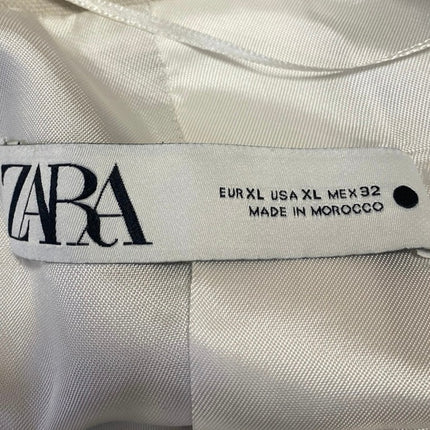 ZARA
EUR XL USA XL MEX 32
MADE IN MOROCCO